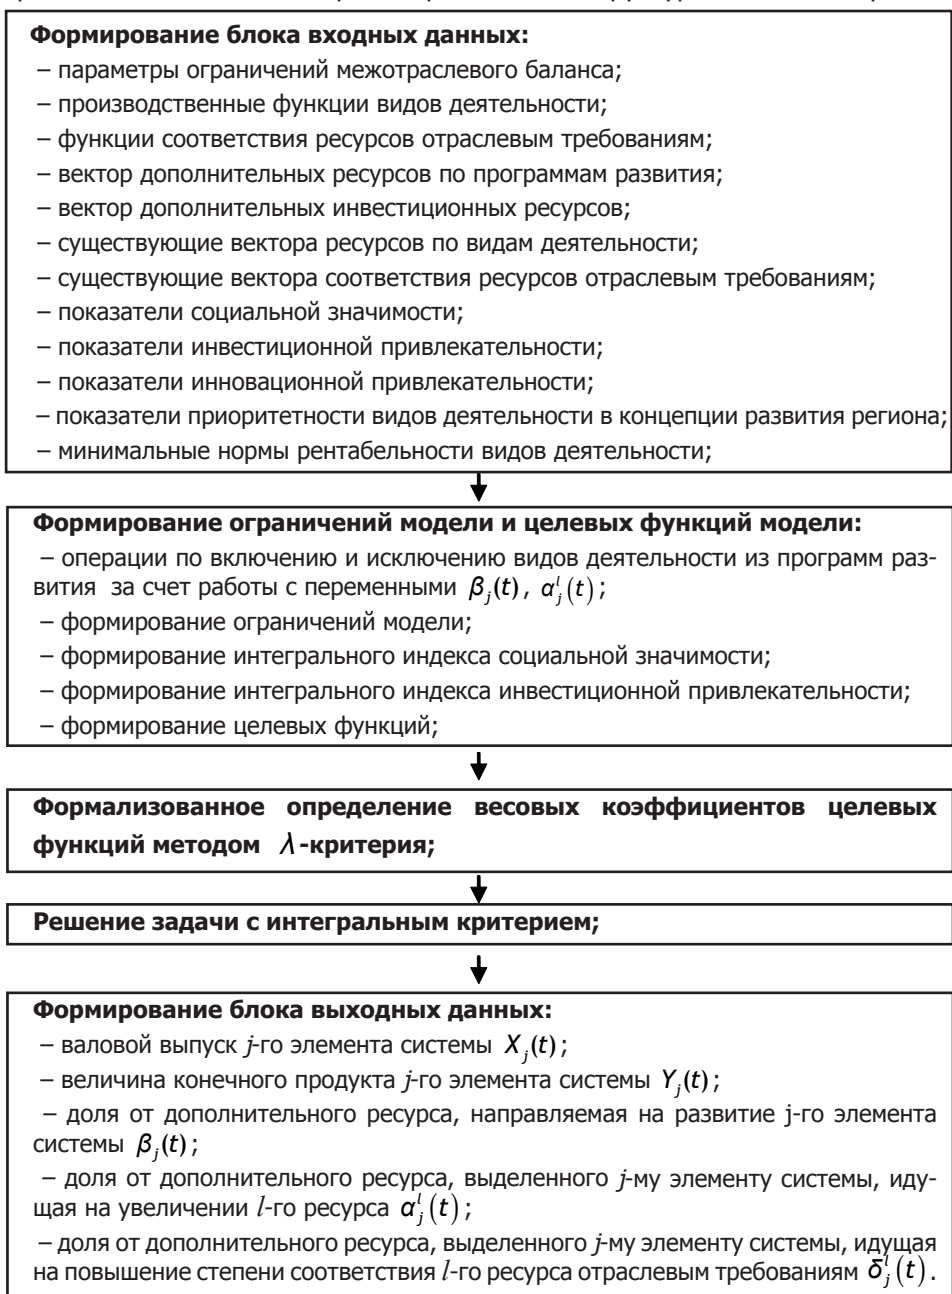 Формирование блока входных данных:
– параметры ограничений межотраслевого баланса;
– производственные функции видов деятельности;
– функции соответствия ресурсов отраслевым требованиям;
– вектор дополнительных ресурсов по программам развития;
– вектор дополнительных инвестиционных ресурсов;
– существующие вектора ресурсов по видам деятельности;
– существующие вектора соответствия ресурсов отраслевым требованиям;
– показатели социальной значимости;
– показатели инвестиционной привлекательности;
– показатели инновационной привлекательности;
– показатели приоритетности видов деятельности в концепции развития региона;
– минимальные нормы рентабельности видов деятельности;
Формирование ограничений модели и целевых функций модели:
– операции по включению и исключению видов деятельности из программ раз-
вития за счет работы с переменными β_j(t), α_j^l(t);
– формирование ограничений модели;
– формирование интегрального индекса социальной значимости;
– формирование интегрального индекса инвестиционной привлекательности;
– формирование целевых функций;
Формализованное определение весовых коэффициентов целевых
функций методом λ-критерия;
Решение задачи с интегральным критерием;
Формирование блока выходных данных:
– валовой выпуск j-го элемента системы X_j(t);
– величина конечного продукта j-го элемента системы Y_j(t);
– доля от дополнительного ресурса, направляемая на развитие j-го элемента
системы β_j(t);
– доля от дополнительного ресурса, выделенного j-му элементу системы, иду-
щая на увеличении l-го ресурса α_j^l(t);
– доля от дополнительного ресурса, выделенного j-му элементу системы, идущая
на повышение степени соответствия l-го ресурса отраслевым требованиям δ_j^l(t).